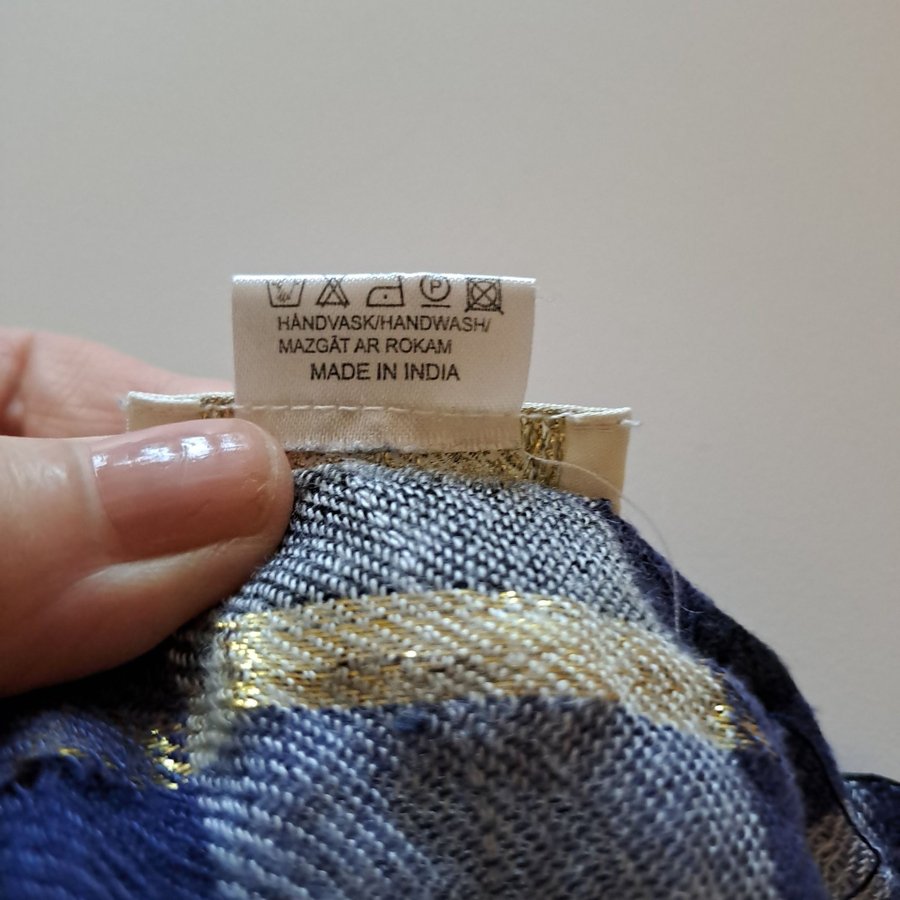 P
HÅNDVASK/HANDWASH/
MAZGĀT AR ROKAM
MADE IN INDIA